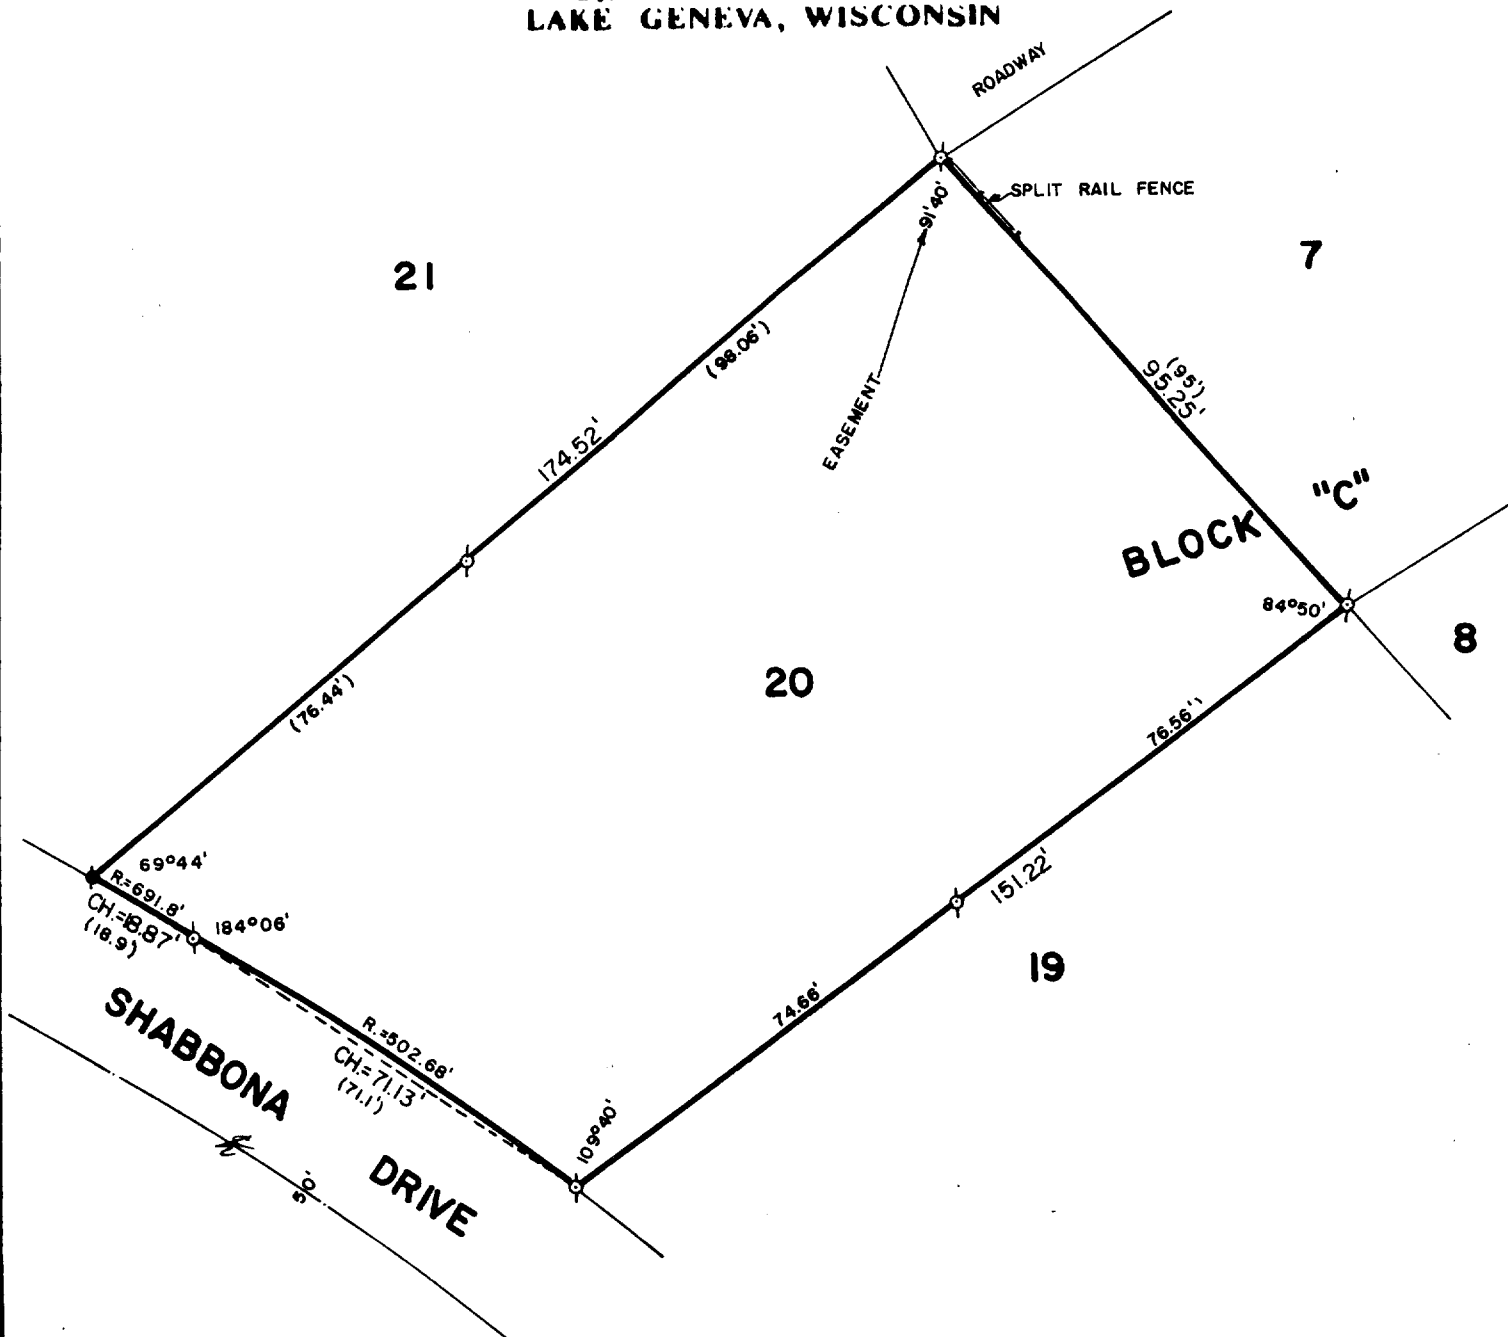 LAKE GENEVA, WISCONSIN
ROADWAY
SPLIT RAIL FENCE
91°40'
21
7
(98.06')
EASEMENT
(95')
95.25'
174.52'
"C"
BLOCK
84°50'
8
20
(76.44')
76.56')
69°44'
R.=691.8'
CH.=18.87'
(18.9')
184°06'
151.22'
19
74.66'
SHABBONA
R.=502.68'
CH.=71.13'
(71.1')
109°40'
DRIVE
50'